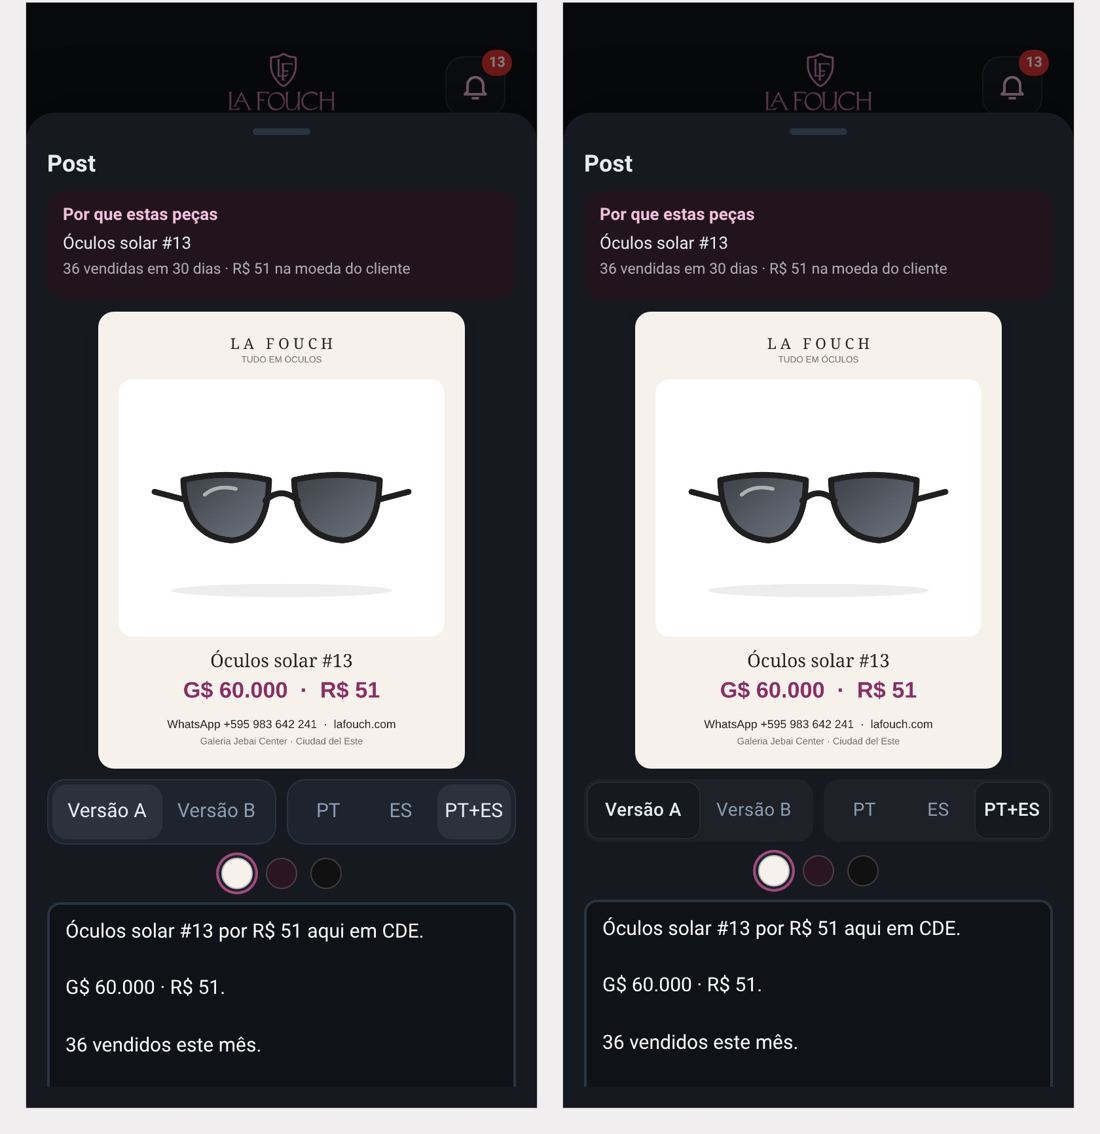 13
LF
LA FOUCH
Post
Por que estas peças
Óculos solar #13
36 vendidas em 30 dias · R$ 51 na moeda do cliente
LA FOUCH
TUDO EM ÓCULOS
Óculos solar #13
G$ 60.000 · R$ 51
WhatsApp +595 983 642 241 · lafouch.com
Galeria Jebai Center · Ciudad del Este
Versão A Versão B PT ES PT+ES
Óculos solar #13 por R$ 51 aqui em CDE.
G$ 60.000 · R$ 51.
36 vendidos este mês.
13
LF
LA FOUCH
Post
Por que estas peças
Óculos solar #13
36 vendidas em 30 dias · R$ 51 na moeda do cliente
LA FOUCH
TUDO EM ÓCULOS
Óculos solar #13
G$ 60.000 · R$ 51
WhatsApp +595 983 642 241 · lafouch.com
Galeria Jebai Center · Ciudad del Este
Versão A Versão B PT ES PT+ES
Óculos solar #13 por R$ 51 aqui em CDE.
G$ 60.000 · R$ 51.
36 vendidos este mês.